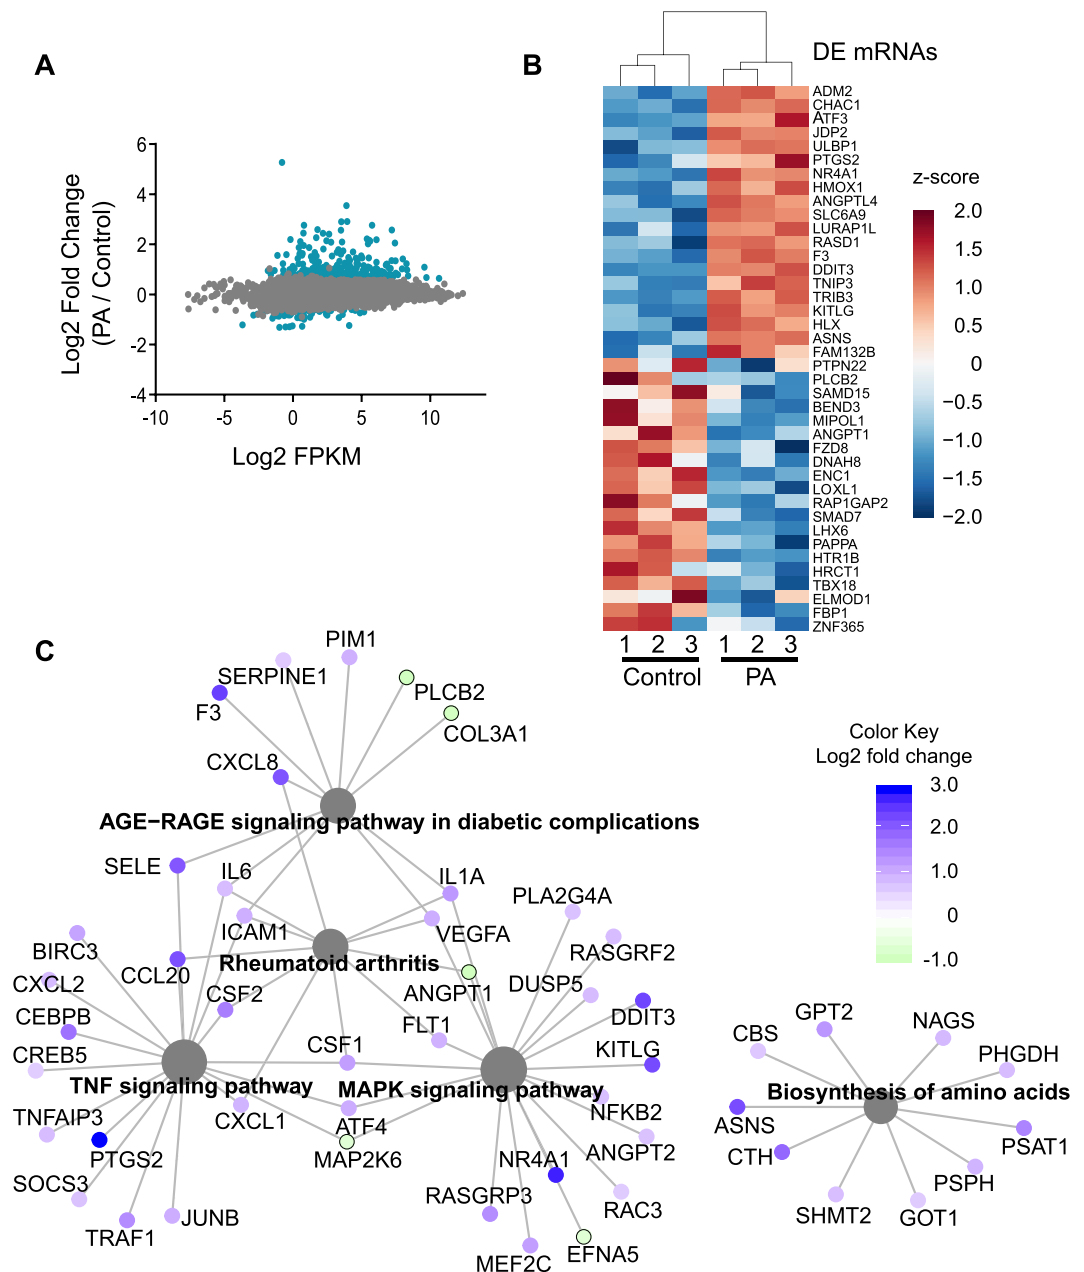 A
Log2 Fold Change
(PA / Control)
6
4
2
0
-2
-4
-10
-5
0
5
10
Log2 FPKM
B
DE mRNAs
ADM2
CHAC1
ATF3
JDP2
ULBP1
PTGS2
NR4A1
HMOX1
ANGPTL4
SLC6A9
LURAP1L
RASD1
F3
DDIT3
TNIP3
TRIB3
KITLG
HLX
ASNS
FAM132B
PTPN22
PLCB2
SAMD15
BEND3
MIPOL1
ANGPT1
FZD8
DNAH8
ENC1
LOXL1
RAP1GAP2
SMAD7
LHX6
PAPPA
HTR1B
HRCT1
TBX18
ELMOD1
FBP1
ZNF365
1 2 3 1 2 3
Control PA
z-score
2.0
1.5
1.0
0.5
0
−0.5
−1.0
−1.5
−2.0
C
PIM1
SERPINE1
PLCB2
F3
COL3A1
CXCL8
AGE−RAGE signaling pathway in diabetic complications
SELE
IL6
IL1A
PLA2G4A
ICAM1
VEGFA
BIRC3
RASGRF2
Rheumatoid arthritis
CCL20
CXCL2
DUSP5
ANGPT1
CSF2
CEBPB
DDIT3
FLT1
CSF1
KITLG
CREB5
TNF signaling pathway
MAPK signaling pathway
NFKB2
TNFAIP3
CXCL1
ATF4
ANGPT2
PTGS2
MAP2K6
NR4A1
SOCS3
RASGRP3
RAC3
JUNB
TRAF1
EFNA5
MEF2C
Color Key
Log2 fold change
3.0
2.0
1.0
0
-1.0
GPT2
NAGS
CBS
PHGDH
Biosynthesis of amino acids
ASNS
PSAT1
CTH
PSPH
SHMT2
GOT1